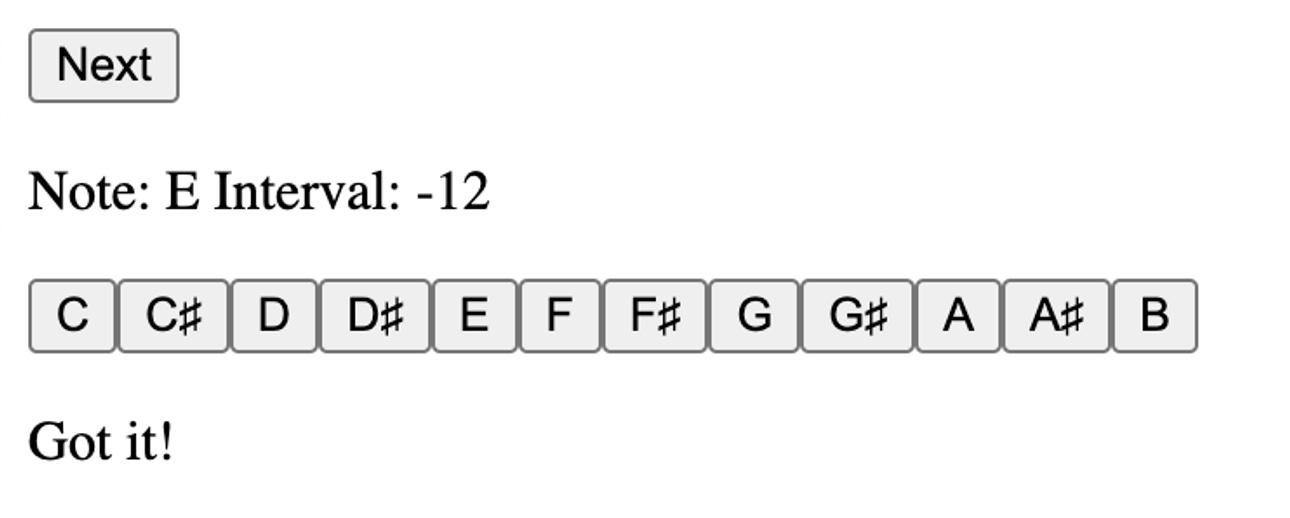 Next
Note: E Interval: -12
C C♯ D D♯ E F F♯ G G♯ A A♯ B
Got it!